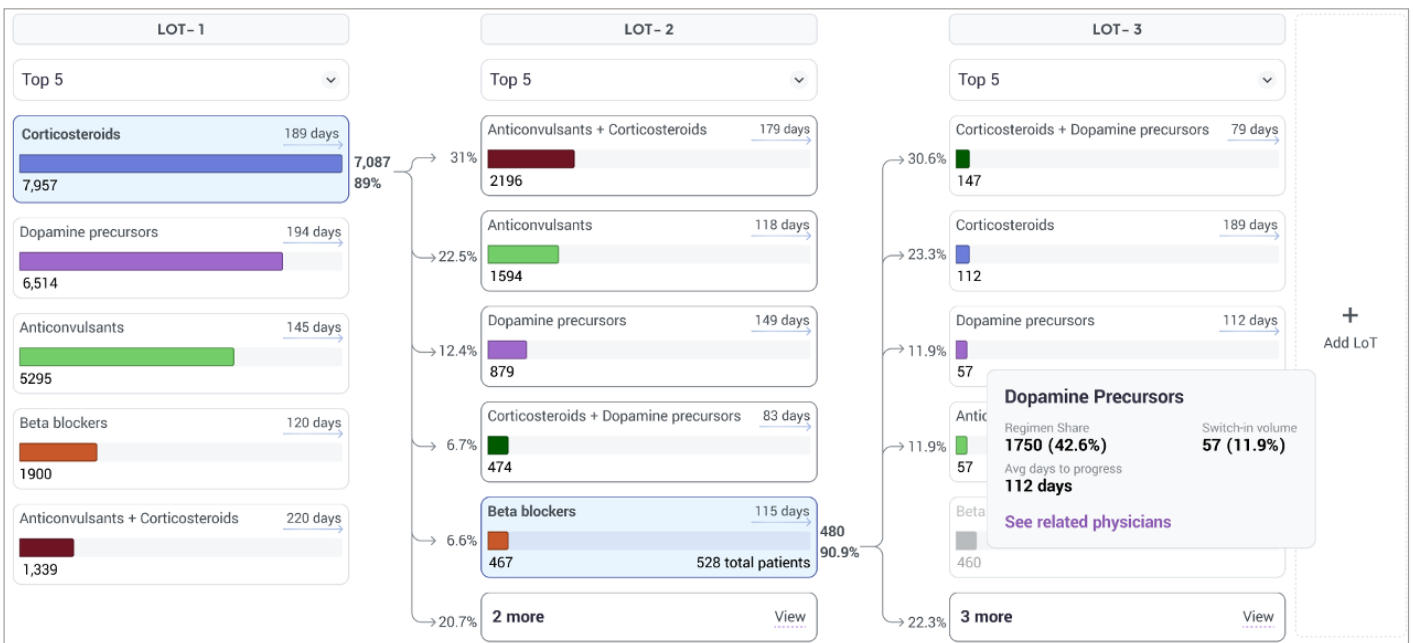 LOT- 1
Top 5
Corticosteroids 189 days
7,957
7,087
89%
Dopamine precursors 194 days
6,514
Anticonvulsants 145 days
5295
Beta blockers 120 days
1900
Anticonvulsants + Corticosteroids 220 days
1,339
LOT- 2
Top 5
31%
Anticonvulsants + Corticosteroids 179 days
2196
22.5%
Anticonvulsants 118 days
1594
12.4%
Dopamine precursors 149 days
879
6.7%
Corticosteroids + Dopamine precursors 83 days
474
6.6%
Beta blockers 115 days
467 528 total patients
480
90.9%
20.7%
2 more View
LOT- 3
Top 5
30.6%
Corticosteroids + Dopamine precursors 79 days
147
23.3%
Corticosteroids 189 days
112
11.9%
Dopamine precursors 112 days
57
11.9%
Antic
57
Beta
460
22.3%
3 more View
Dopamine Precursors
Regimen Share Switch-in volume
1750 (42.6%) 57 (11.9%)
Avg days to progress
112 days
See related physicians
+
Add LoT